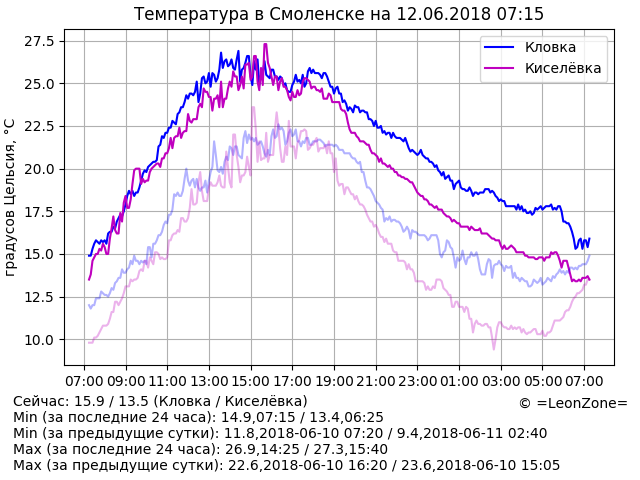 Температура в Смоленске на 12.06.2018 07:15
27.5
25.0
22.5
20.0
17.5
15.0
12.5
10.0
градусов Цельсия, °C
Кловка
Киселёвка
07:00 09:00 11:00 13:00 15:00 17:00 19:00 21:00 23:00 01:00 03:00 05:00 07:00
Сейчас: 15.9 / 13.5 (Кловка / Киселёвка)
© =LeonZone=
Min (за последние 24 часа): 14.9,07:15 / 13.4,06:25
Min (за предыдущие сутки): 11.8,2018-06-10 07:20 / 9.4,2018-06-11 02:40
Max (за последние 24 часа): 26.9,14:25 / 27.3,15:40
Max (за предыдущие сутки): 22.6,2018-06-10 16:20 / 23.6,2018-06-10 15:05